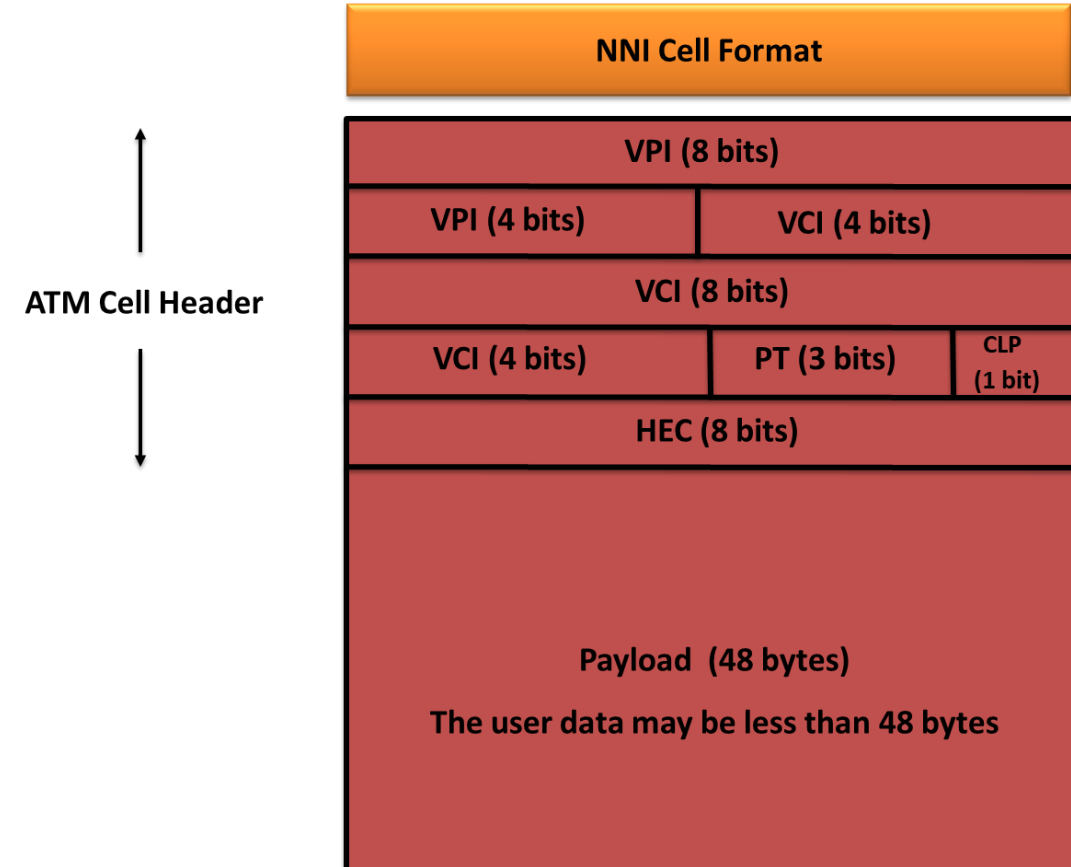 NNI Cell Format
VPI (8 bits)
VPI (4 bits) VCI (4 bits)
ATM Cell Header
VCI (8 bits)
VCI (4 bits) PT (3 bits) CLP
(1 bit)
HEC (8 bits)
Payload (48 bytes)
The user data may be less than 48 bytes